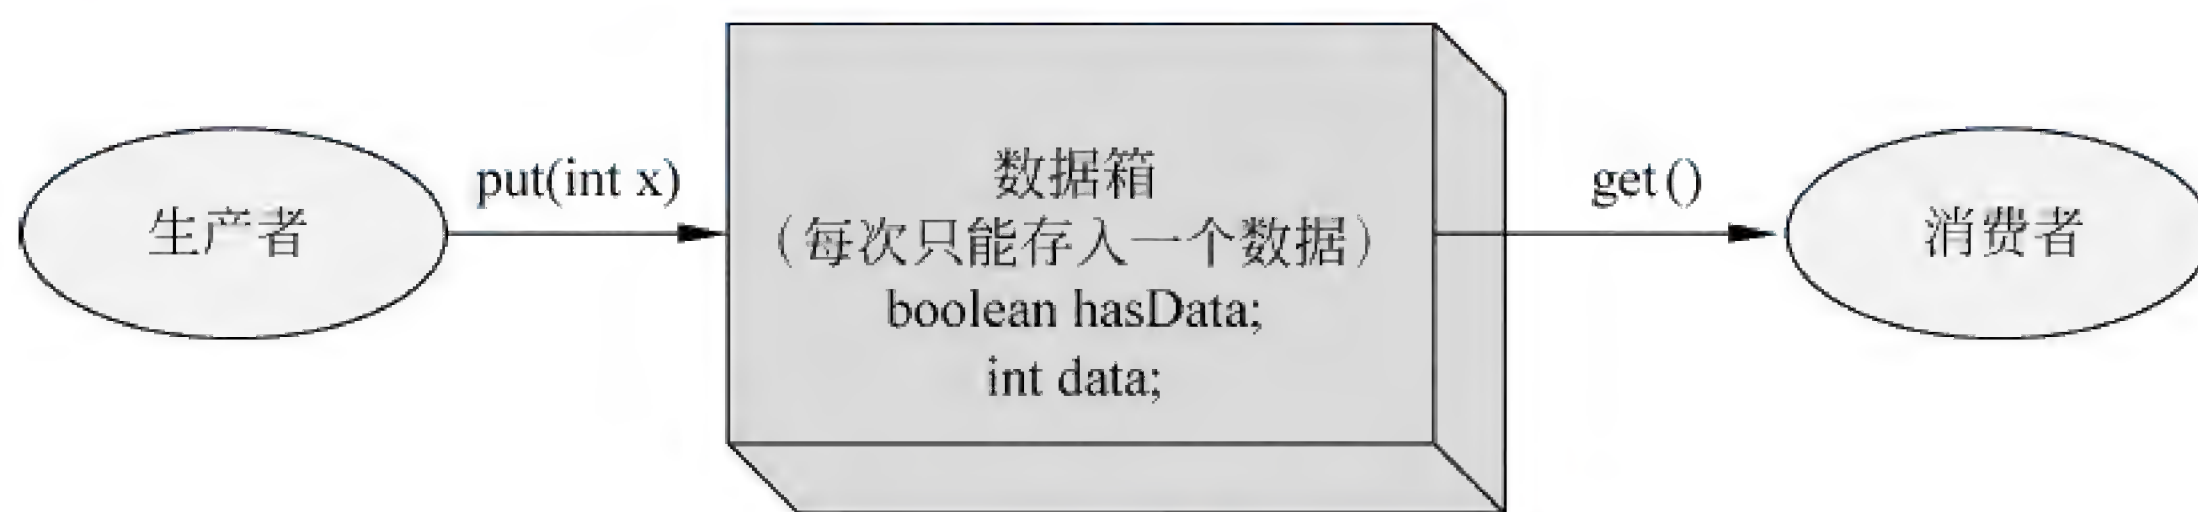 生产者
put(int x)
数据箱
（每次只能存入一个数据）
boolean hasData;
int data;
get()
消费者